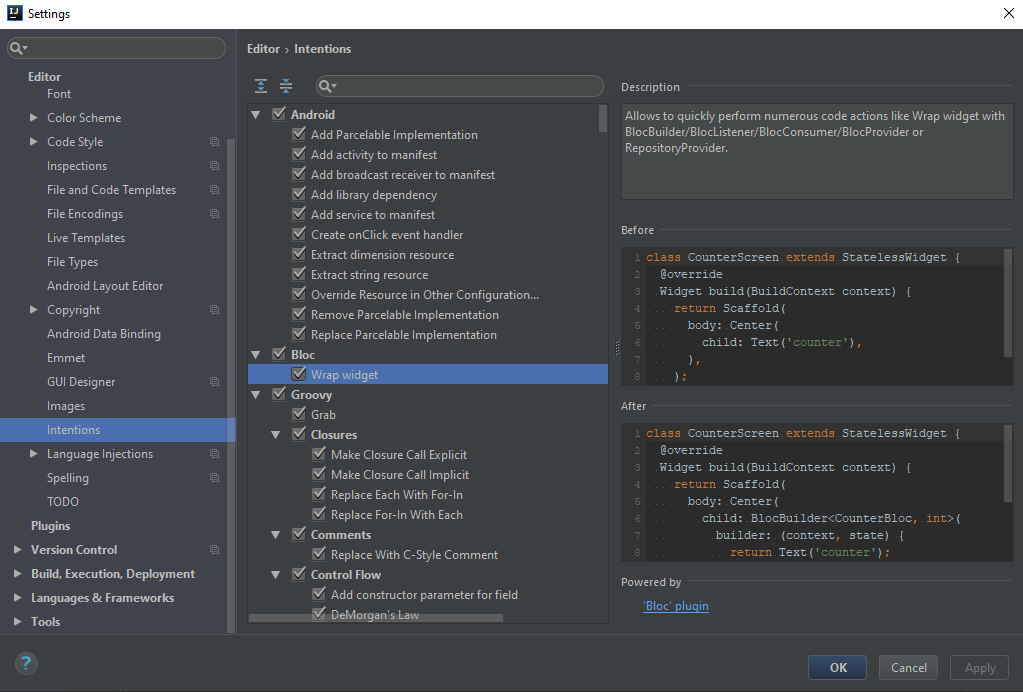 Settings
Editor
Font
Color Scheme
Code Style
Inspections
File and Code Templates
File Encodings
Live Templates
File Types
Android Layout Editor
Copyright
Android Data Binding
Emmet
GUI Designer
Images
Intentions
Language Injections
Spelling
TODO
Plugins
Version Control
Build, Execution, Deployment
Languages & Frameworks
Tools
Editor › Intentions
Android
Add Parcelable Implementation
Add activity to manifest
Add broadcast receiver to manifest
Add library dependency
Add service to manifest
Create onClick event handler
Extract dimension resource
Extract string resource
Override Resource in Other Configuration...
Remove Parcelable Implementation
Replace Parcelable Implementation
Bloc
Wrap widget
Groovy
Grab
Closures
Make Closure Call Explicit
Make Closure Call Implicit
Replace Each With For-In
Replace For-In With Each
Comments
Replace With C-Style Comment
Control Flow
Add constructor parameter for field
DeMorgan's Law
Description
Allows to quickly perform numerous code actions like Wrap widget with
BlocBuilder/BlocListener/BlocConsumer/BlocProvider or
RepositoryProvider.
Before
1 class CounterScreen extends StatelessWidget {
2 @override
3 Widget build(BuildContext context) {
4 return Scaffold(
5 body: Center(
6 child: Text('counter'),
7 ),
8 );
After
1 class CounterScreen extends StatelessWidget {
2 @override
3 Widget build(BuildContext context) {
4 return Scaffold(
5 body: Center(
6 child: BlocBuilder<CounterBloc, int>(
7 builder: (context, state) {
8 return Text('counter');
Powered by
'Bloc' plugin
?
OK
Cancel
Apply